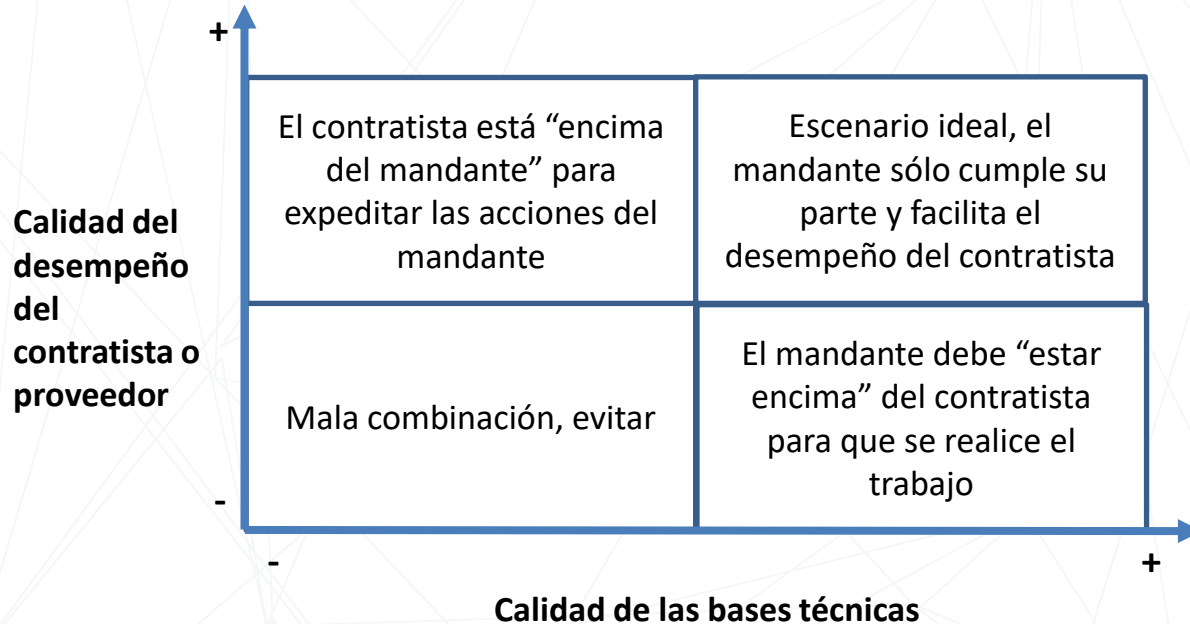 +
El contratista está “encima
del mandante” para
expeditar las acciones del
mandante
Escenario ideal, el
mandante sólo cumple su
parte y facilita el
desempeño del contratista
Calidad del
desempeño
del
contratista o
proveedor
Mala combinación, evitar
El mandante debe “estar
encima” del contratista
para que se realice el
trabajo
-
-
+
Calidad de las bases técnicas